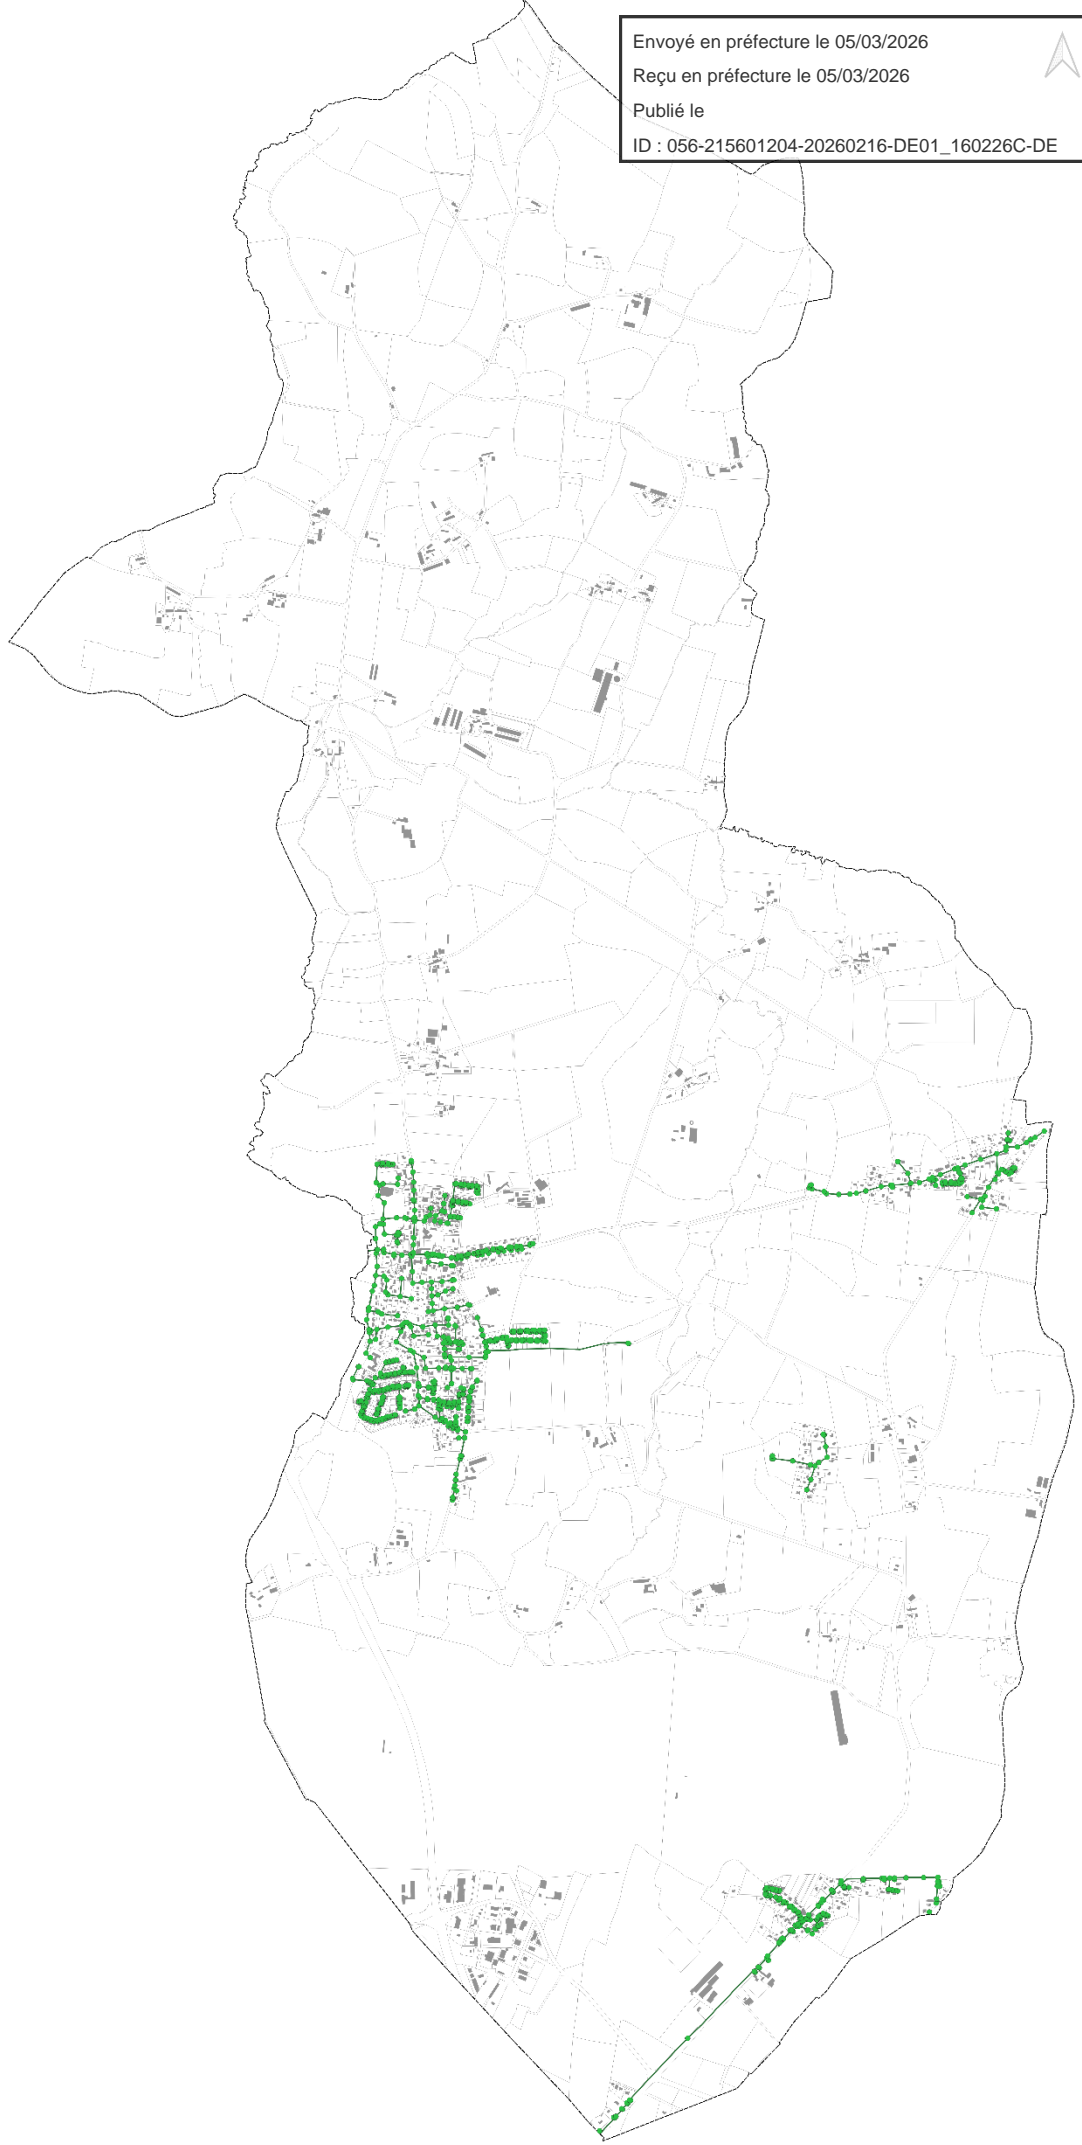 Envoyé en préfecture le 05/03/2026
Reçu en préfecture le 05/03/2026
Publié le
ID : 056-215601204-20260216-DE01_160226C-DE